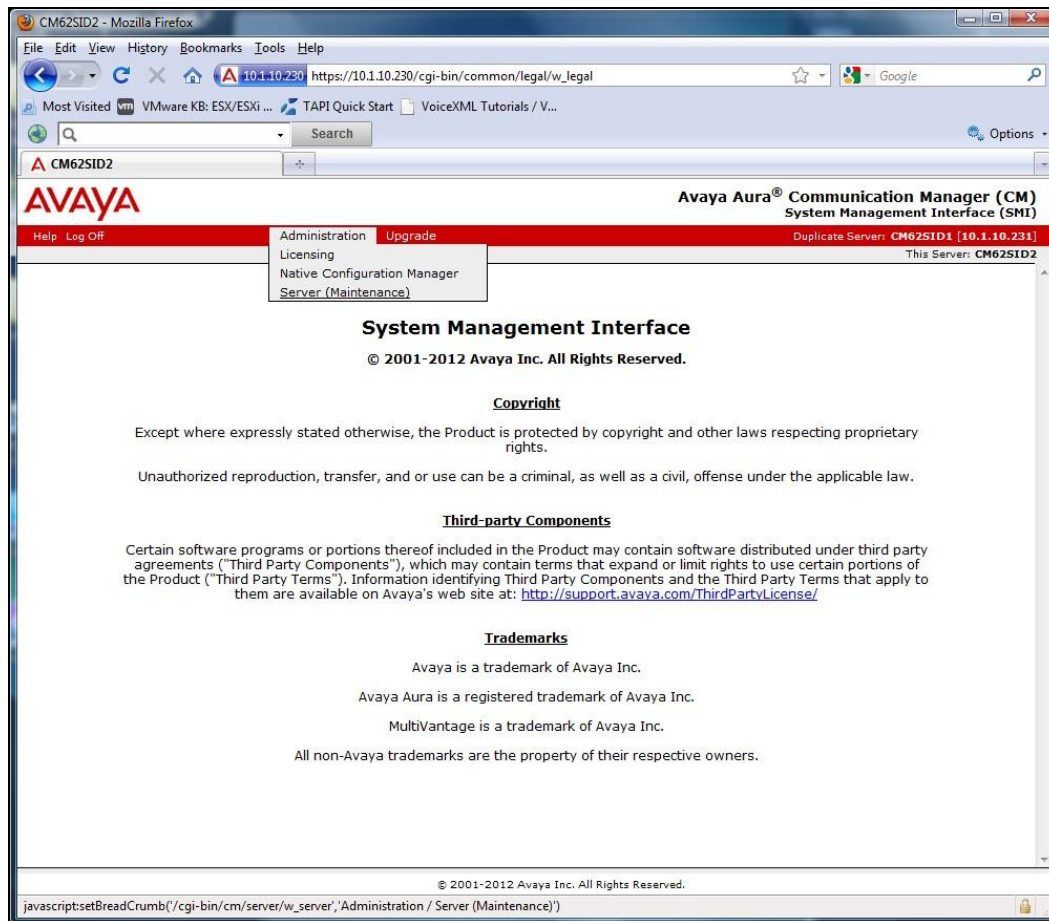 CM62SID2 - Mozilla Firefox
File Edit View History Bookmarks Tools Help
10.1.10.230 https://10.1.10.230/cgi-bin/common/legal/w_legal
Google
Most Visited VMware KB: ESX/ESXi ... TAPI Quick Start VoiceXML Tutorials / V...
Search
Options
CM62SID2
AVAYA
Avaya Aura® Communication Manager (CM)
System Management Interface (SMI)
Help Log Off
Administration Upgrade
Duplicate Server: CM62SID1 [10.1.10.231]
This Server: CM62SID2
Licensing
Native Configuration Manager
Server (Maintenance)
System Management Interface
© 2001-2012 Avaya Inc. All Rights Reserved.
Copyright
Except where expressly stated otherwise, the Product is protected by copyright and other laws respecting proprietary
rights.
Unauthorized reproduction, transfer, and or use can be a criminal, as well as a civil, offense under the applicable law.
Third-party Components
Certain software programs or portions thereof included in the Product may contain software distributed under third party
agreements ("Third Party Components"), which may contain terms that expand or limit rights to use certain portions of
the Product ("Third Party Terms"). Information identifying Third Party Components and the Third Party Terms that apply to
them are available on Avaya's web site at: http://support.avaya.com/ThirdPartyLicense/
Trademarks
Avaya is a trademark of Avaya Inc.
Avaya Aura is a registered trademark of Avaya Inc.
MultiVantage is a trademark of Avaya Inc.
All non-Avaya trademarks are the property of their respective owners.
© 2001-2012 Avaya Inc. All Rights Reserved.
javascript:setBreadCrumb('/cgi-bin/cm/server/w_server','Administration / Server (Maintenance)')